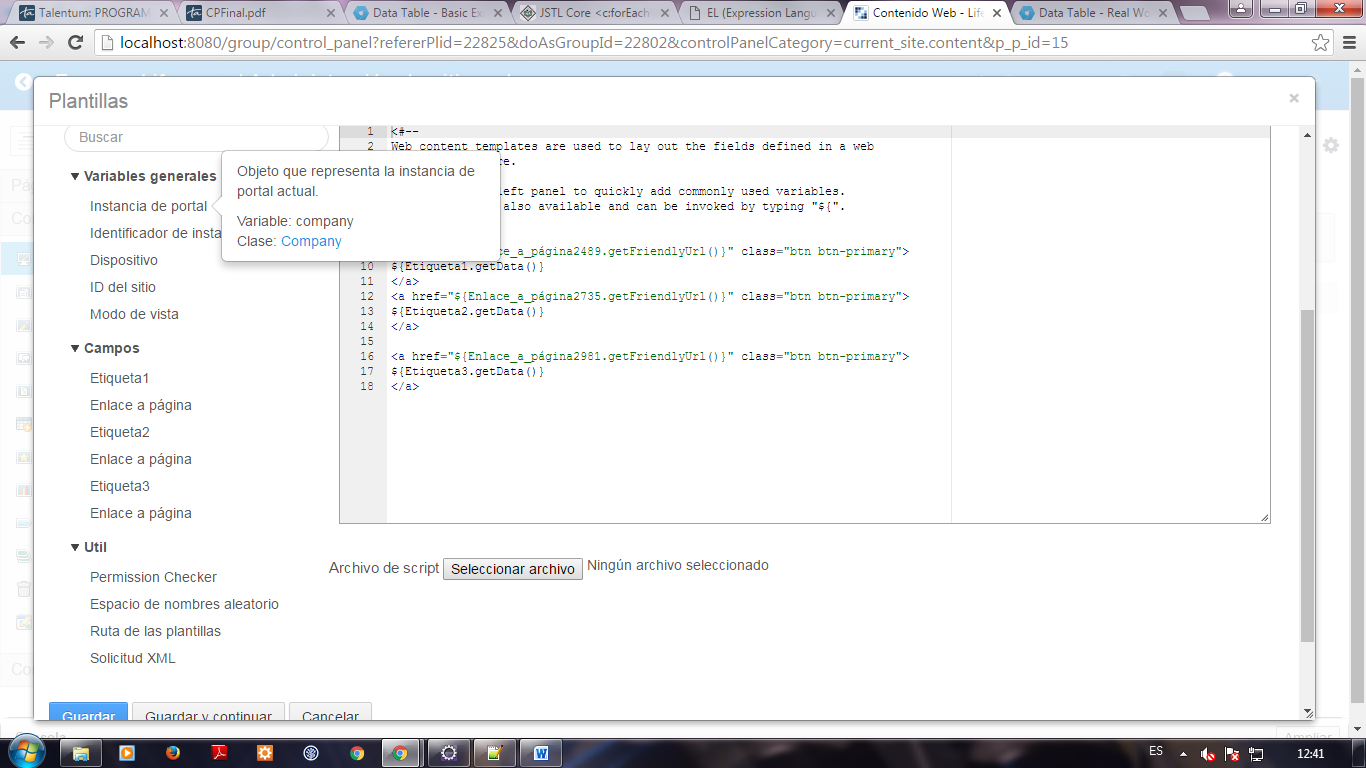 Talentum: PROGRAM
CPFinal.pdf
Data Table - Basic Ex
JSTL Core <c:forEach
EL (Expression Langu
Contenido Web - Life
Data Table - Real Wo
localhost:8080/group/control_panel?refererPlid=22825&doAsGroupId=22802&controlPanelCategory=current_site.content&p_p_id=15
Plantillas
×
Buscar
Variables generales
Instancia de portal
Identificador de insta
Dispositivo
ID del sitio
Modo de vista
Campos
Etiqueta1
Enlace a página
Etiqueta2
Enlace a página
Etiqueta3
Enlace a página
Util
Permission Checker
Espacio de nombres aleatorio
Ruta de las plantillas
Solicitud XML
Objeto que representa la instancia de
portal actual.
Variable: company
Clase: Company
1 <#--
2 Web content templates are used to lay out the fields defined in a web
ce.
left panel to quickly add commonly used variables.
also available and can be invoked by typing "${".
ce_a_página2489.getFriendlyUrl()}" class="btn btn-primary">
10 ${Etiqueta1.getData()}
11 </a>
12 <a href="${Enlace_a_página2735.getFriendlyUrl()}" class="btn btn-primary">
13 ${Etiqueta2.getData()}
14 </a>
15
16 <a href="${Enlace_a_página2981.getFriendlyUrl()}" class="btn btn-primary">
17 ${Etiqueta3.getData()}
18 </a>
Archivo de script Seleccionar archivo Ningún archivo seleccionado
Guardar Guardar y continuar Cancelar
ES 12:41